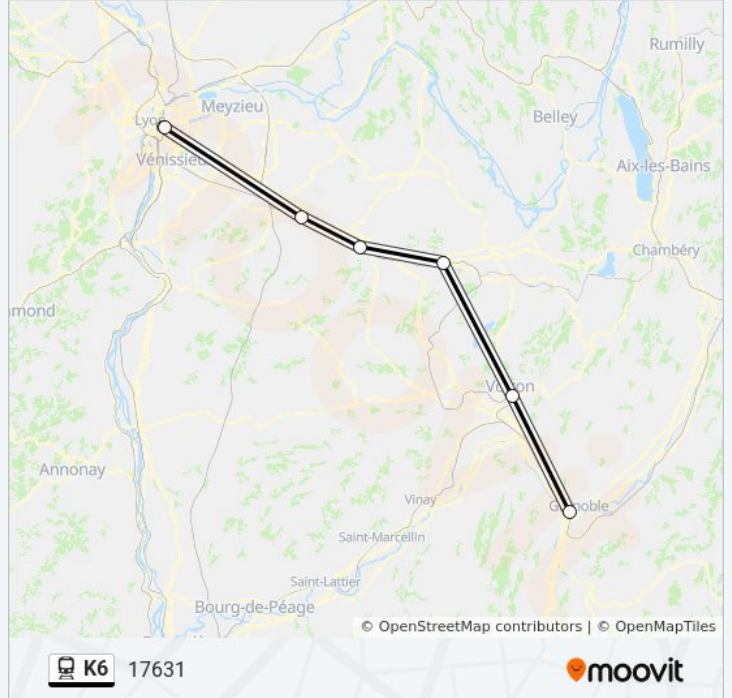 Rumilly
Meyzieu
Lyon
Belley
Vénissieux
Aix-les-Bains
Chambéry
mond
Voiron
Annonay
Vinay
Grenoble
Saint-Marcellin
Saint-Lattier
Bourg-de-Péage
© OpenStreetMap contributors | © OpenMapTiles
K6 17631
moovit